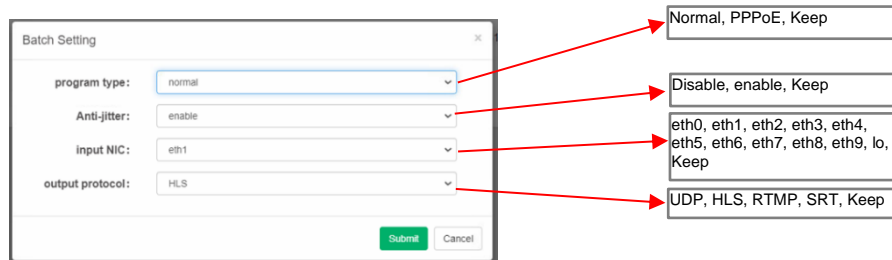 Normal, PPPoE, Keep
Batch Setting ×
program type: normal
Anti-jitter: enable
input NIC: eth1
output protocol: HLS
Submit Cancel
Disable, enable, Keep
eth0, eth1, eth2, eth3, eth4,
eth5, eth6, eth7, eth8, eth9, lo,
Keep
UDP, HLS, RTMP, SRT, Keep